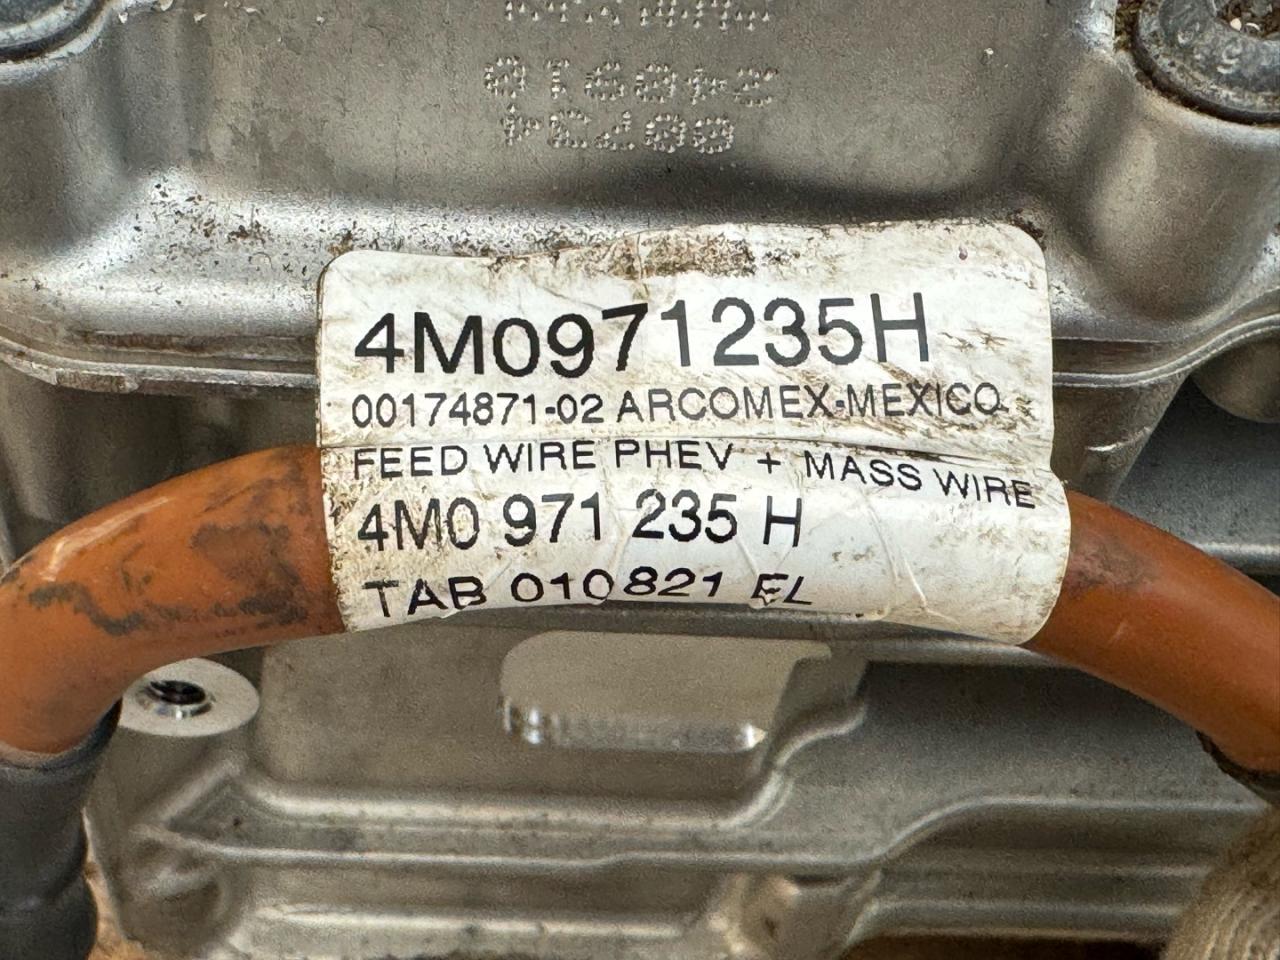 4M0971235H
00174871-02 ARCOMEX-MEXICO
FEED WIRE PHEV + MASS WIRE
4M0 971 235 H
TAB 010821 EL